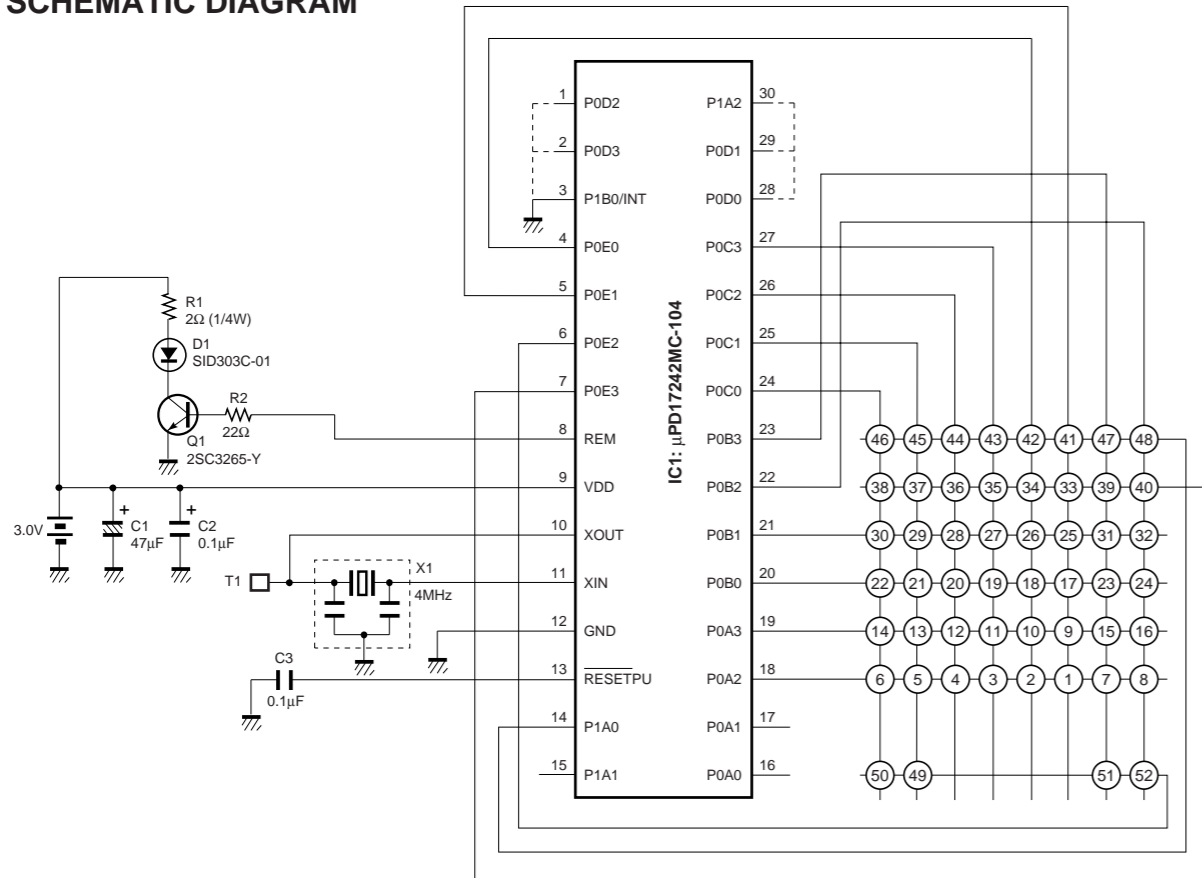 SCHEMATIC DIAGRAM
1 P0D2
2 P0D3
3 P1B0/INT
4 P0E0
5 P0E1
6 P0E2
7 P0E3
8 REM
9 VDD
10 XOUT
11 XIN
12 GND
13 RESETPU
14 P1A0
15 P1A1
IC1: µPD17242MC-104
P1A2 30
P0D1 29
P0D0 28
P0C3 27
P0C2 26
P0C1 25
P0C0 24
P0B3 23
P0B2 22
P0B1 21
P0B0 20
P0A3 19
P0A2 18
P0A1 17
P0A0 16
R1
2Ω (1/4W)
D1
SID303C-01
R2
22Ω
Q1
2SC3265-Y
3.0V
+
C1
47µF
+
C2
0.1µF
T1
X1
4MHz
C3
0.1µF
46 45 44 43 42 41 47 48
38 37 36 35 34 33 39 40
30 29 28 27 26 25 31 32
22 21 20 19 18 17 23 24
14 13 12 11 10 9 15 16
6 5 4 3 2 1 7 8
50 49 51 52